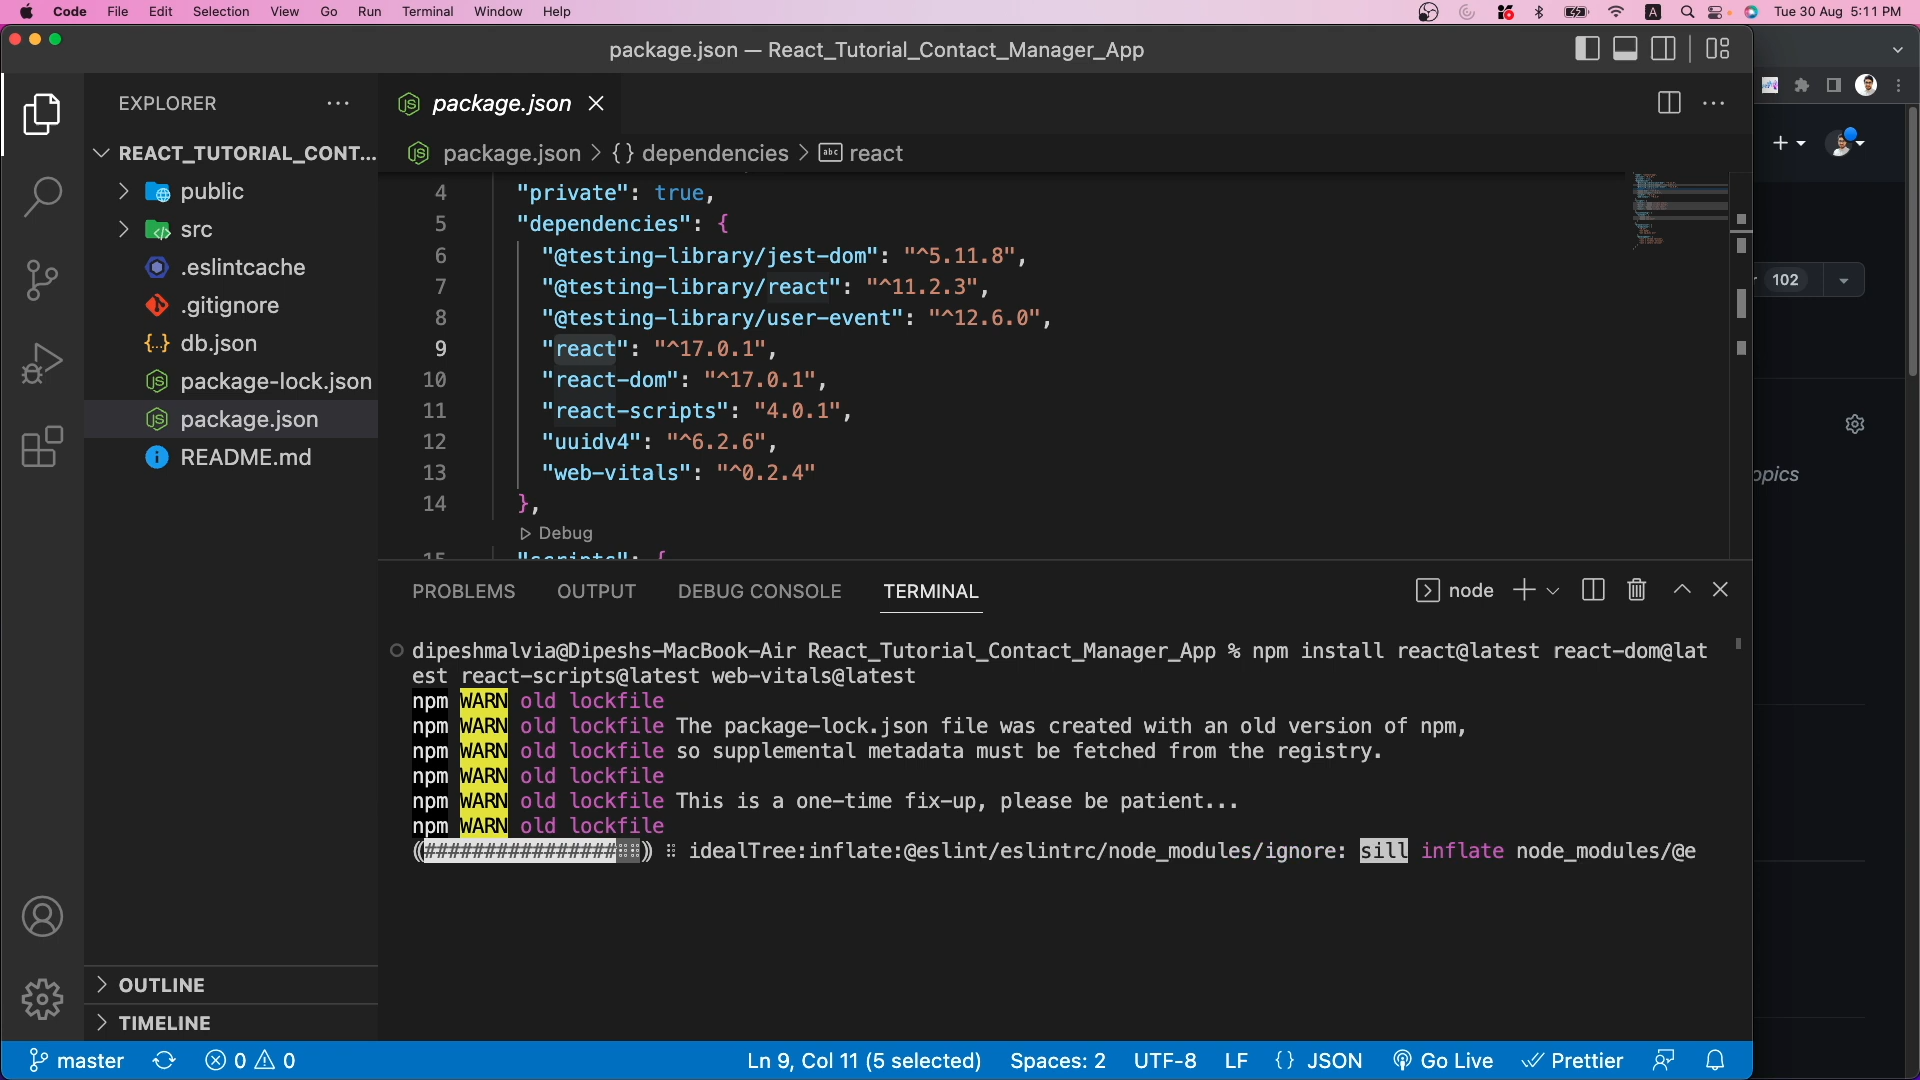 Code File Edit Selection View Go Run Terminal Window Help
A Tue 30 Aug 5:11 PM
package.json — React_Tutorial_Contact_Manager_App
EXPLORER
REACT_TUTORIAL_CONT...
public
src
.eslintcache
.gitignore
db.json
package-lock.json
package.json
README.md
OUTLINE
TIMELINE
package.json
package.json > {} dependencies > abc react
4 "private": true,
5 "dependencies": {
6 "@testing-library/jest-dom": "^5.11.8",
7 "@testing-library/react": "^11.2.3",
8 "@testing-library/user-event": "^12.6.0",
9 "react": "^17.0.1",
10 "react-dom": "^17.0.1",
11 "react-scripts": "4.0.1",
12 "uuidv4": "^6.2.6",
13 "web-vitals": "^0.2.4"
14 },
Debug
15 "scripts": {
PROBLEMS OUTPUT DEBUG CONSOLE TERMINAL
node
dipeshmalvia@Dipeshs-MacBook-Air React_Tutorial_Contact_Manager_App % npm install react@latest react-dom@lat
est react-scripts@latest web-vitals@latest
npm WARN old lockfile
npm WARN old lockfile The package-lock.json file was created with an old version of npm,
npm WARN old lockfile so supplemental metadata must be fetched from the registry.
npm WARN old lockfile
npm WARN old lockfile This is a one-time fix-up, please be patient...
npm WARN old lockfile
(################⠶⠶) ⠶ idealTree:inflate:@eslint/eslintrc/node_modules/ignore: sill inflate node_modules/@e
102
opics
master 0 0 Ln 9, Col 11 (5 selected) Spaces: 2 UTF-8 LF {} JSON Go Live Prettier